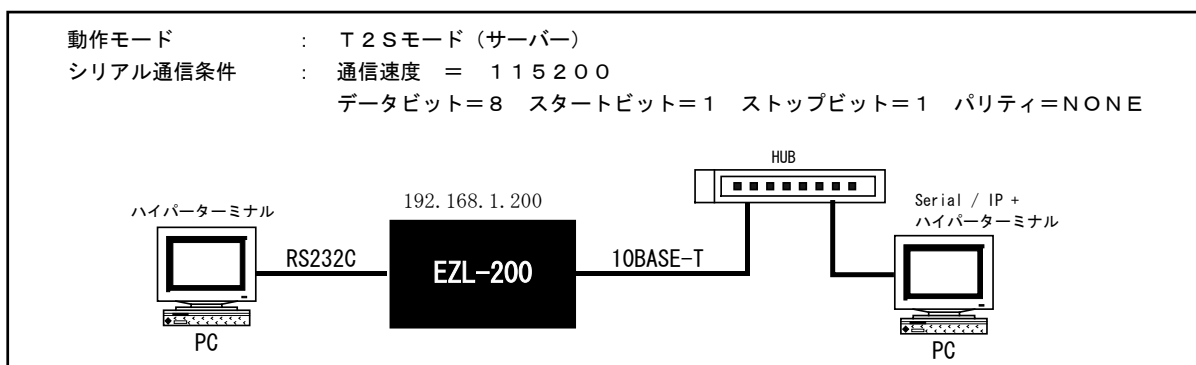 動作モード : T2Sモード（サーバー）
シリアル通信条件 : 通信速度 ＝ 115200
データビット＝8 スタートビット＝1 ストップビット＝1 パリティ＝NONE
HUB
ハイパーターミナル
192.168.1.200
Serial / IP +
ハイパーターミナル
RS232C
EZL-200
10BASE-T
PC
PC